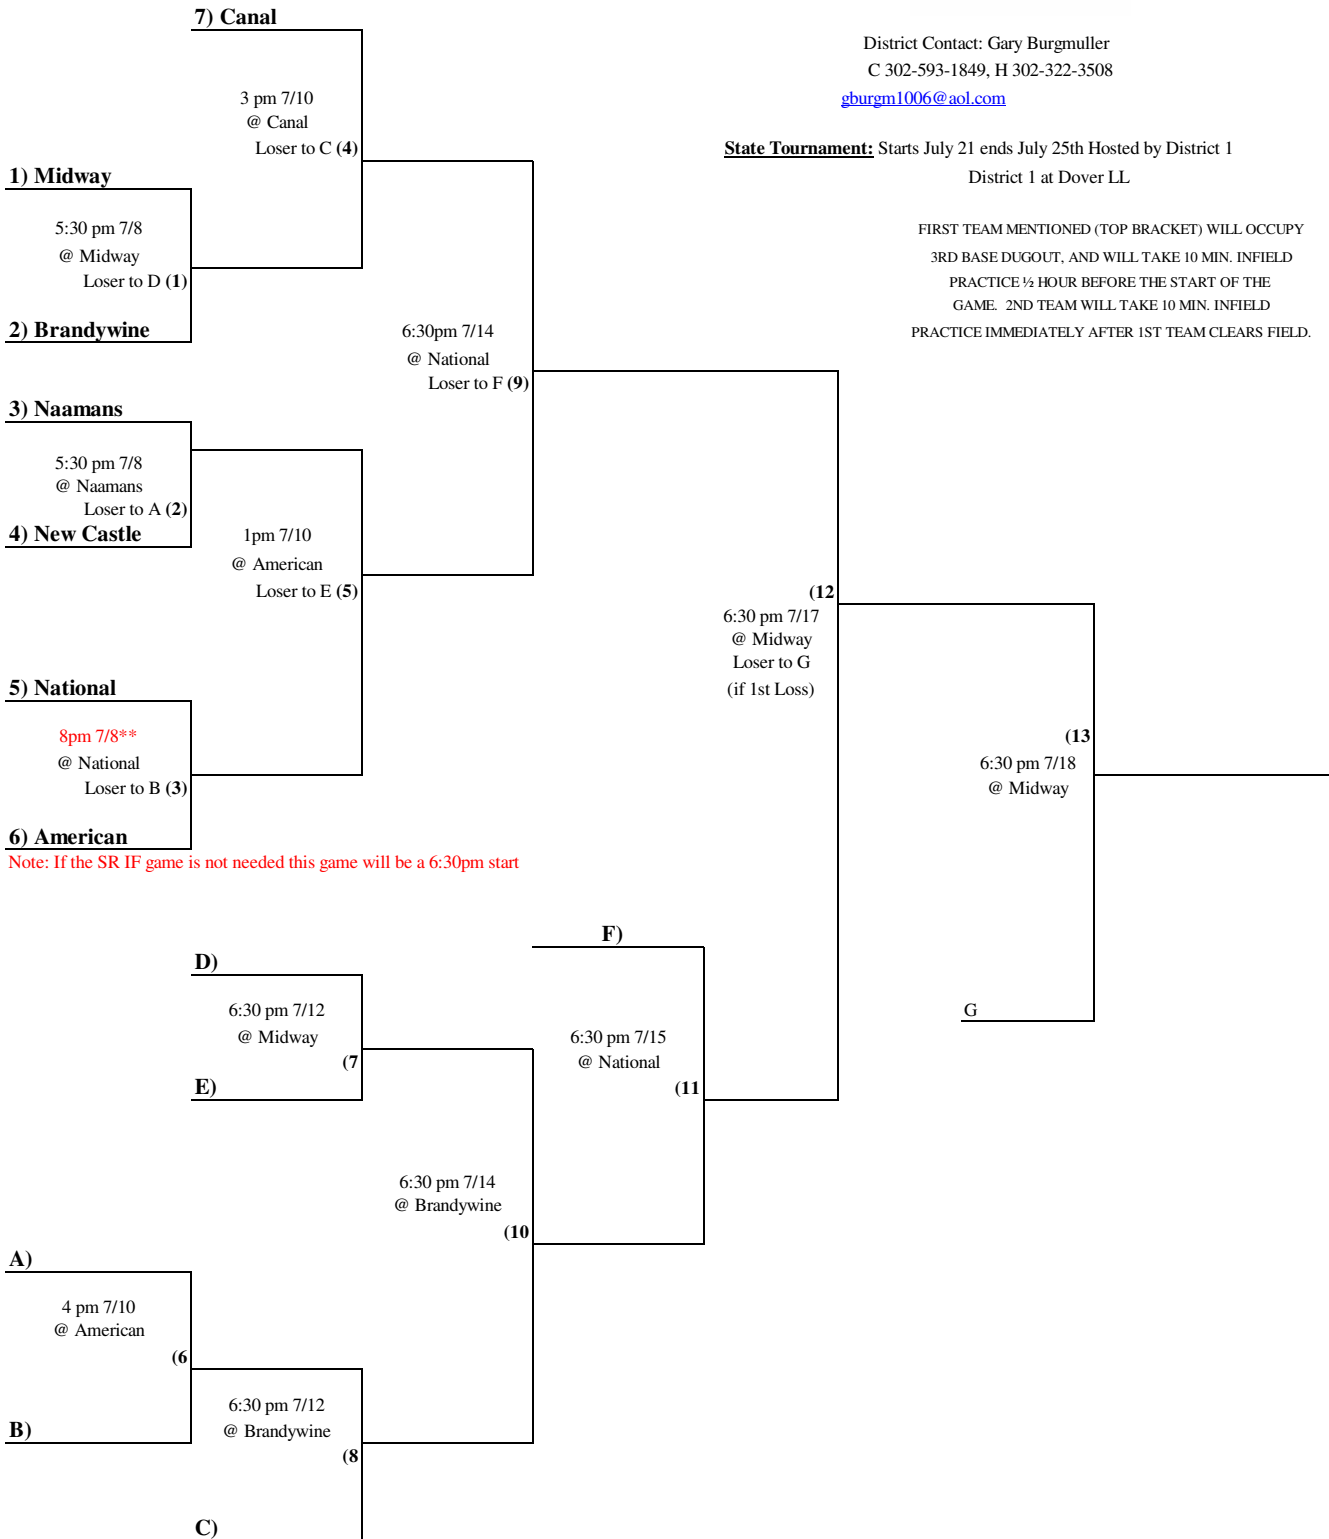 7) Canal
District Contact: Gary Burgmuller
C 302-593-1849, H 302-322-3508
gburgm1006@aol.com
3 pm 7/10
@ Canal
Loser to C (4)
State Tournament: Starts July 21 ends July 25th Hosted by District 1
District 1 at Dover LL
1) Midway
5:30 pm 7/8
@ Midway
Loser to D (1)
2) Brandywine
FIRST TEAM MENTIONED (TOP BRACKET) WILL OCCUPY
3RD BASE DUGOUT, AND WILL TAKE 10 MIN. INFIELD
PRACTICE ½ HOUR BEFORE THE START OF THE
GAME. 2ND TEAM WILL TAKE 10 MIN. INFIELD
PRACTICE IMMEDIATELY AFTER 1ST TEAM CLEARS FIELD.
6:30pm 7/14
@ National
Loser to F (9)
3) Naamans
5:30 pm 7/8
@ Naamans
Loser to A (2)
4) New Castle
1pm 7/10
@ American
Loser to E (5)
(12
6:30 pm 7/17
@ Midway
Loser to G
(if 1st Loss)
5) National
8pm 7/8**
@ National
Loser to B (3)
6) American
Note: If the SR IF game is not needed this game will be a 6:30pm start
(13
6:30 pm 7/18
@ Midway
F)
D)
6:30 pm 7/12
@ Midway
(7
E)
6:30 pm 7/15
@ National
(11
G
6:30 pm 7/14
@ Brandywine
(10
A)
4 pm 7/10
@ American
(6
B)
6:30 pm 7/12
@ Brandywine
(8
C)